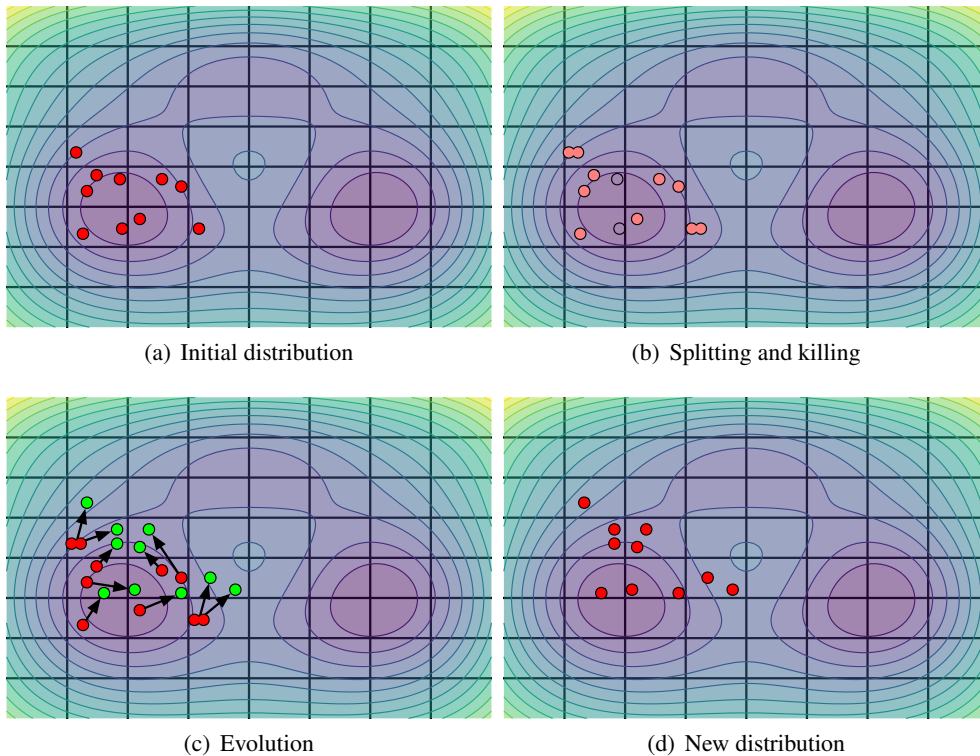 (a) Initial distribution
(b) Splitting and killing
(c) Evolution
(d) New distribution